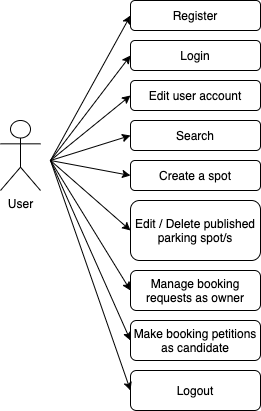 Register
Login
Edit user account
Search
Create a spot
User
Edit / Delete published
parking spot/s
Manage booking
requests as owner
Make booking petitions
as candidate
Logout